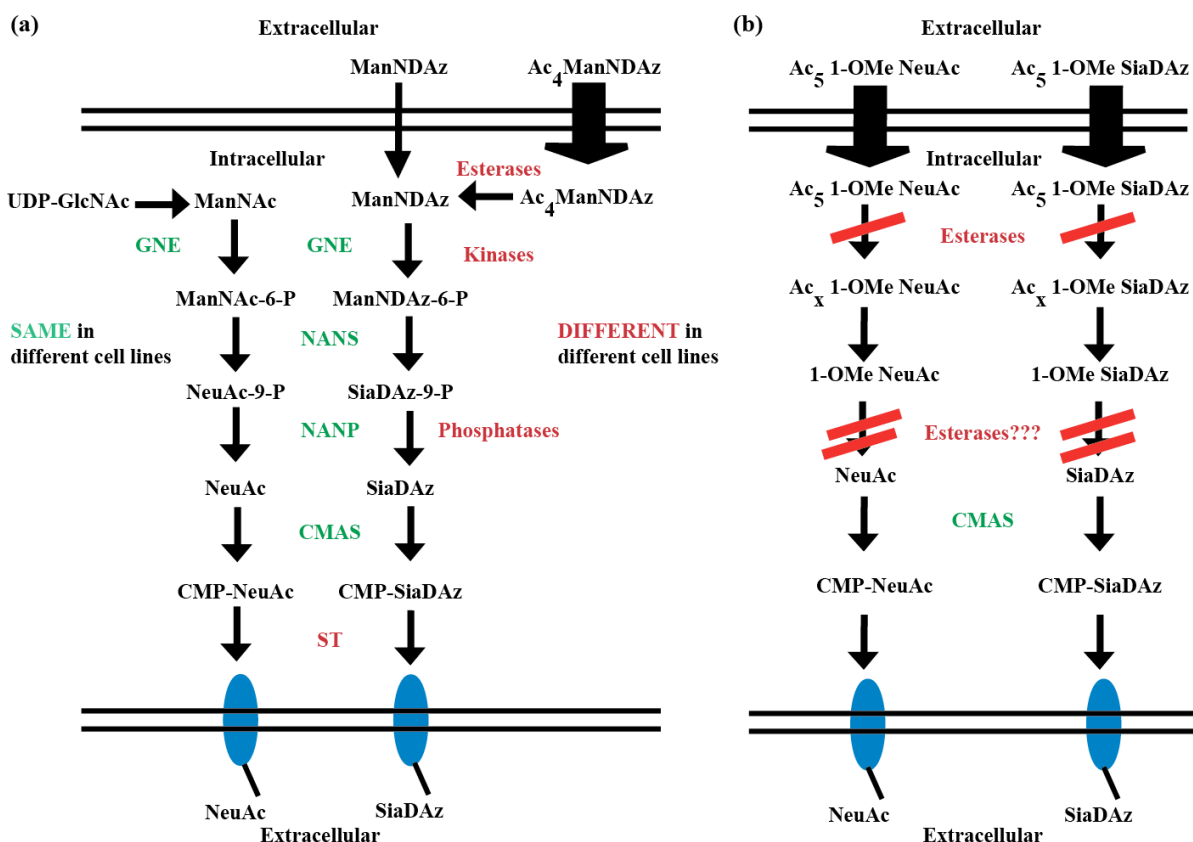 (a)
Extracellular
ManNDAz
Ac4ManNDAz
Intracellular
Esterases
UDP-GlcNAc
ManNAc
ManNDAz
Ac4ManNDAz
GNE
GNE
Kinases
ManNAc-6-P
ManNDAz-6-P
SAME in
different cell lines
NANS
DIFFERENT in
different cell lines
NeuAc-9-P
SiaDAz-9-P
NANP
Phosphatases
NeuAc
SiaDAz
CMAS
CMP-NeuAc
CMP-SiaDAz
ST
NeuAc
SiaDAz
Extracellular
(b)
Extracellular
Ac5 1-OMe NeuAc
Ac5 1-OMe SiaDAz
Intracellular
Ac5 1-OMe NeuAc
Ac5 1-OMe SiaDAz
Esterases
Acx 1-OMe NeuAc
Acx 1-OMe SiaDAz
1-OMe NeuAc
1-OMe SiaDAz
Esterases???
NeuAc
SiaDAz
CMAS
CMP-NeuAc
CMP-SiaDAz
NeuAc
SiaDAz
Extracellular